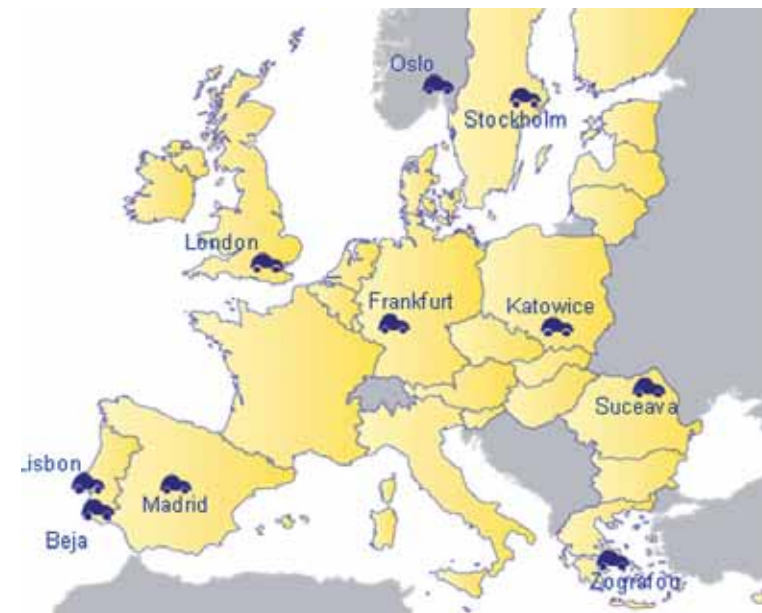 Oslo
Stockholm
London
Frankfurt
Katowice
Suceava
Lisbon
Madrid
Beja
Zografou